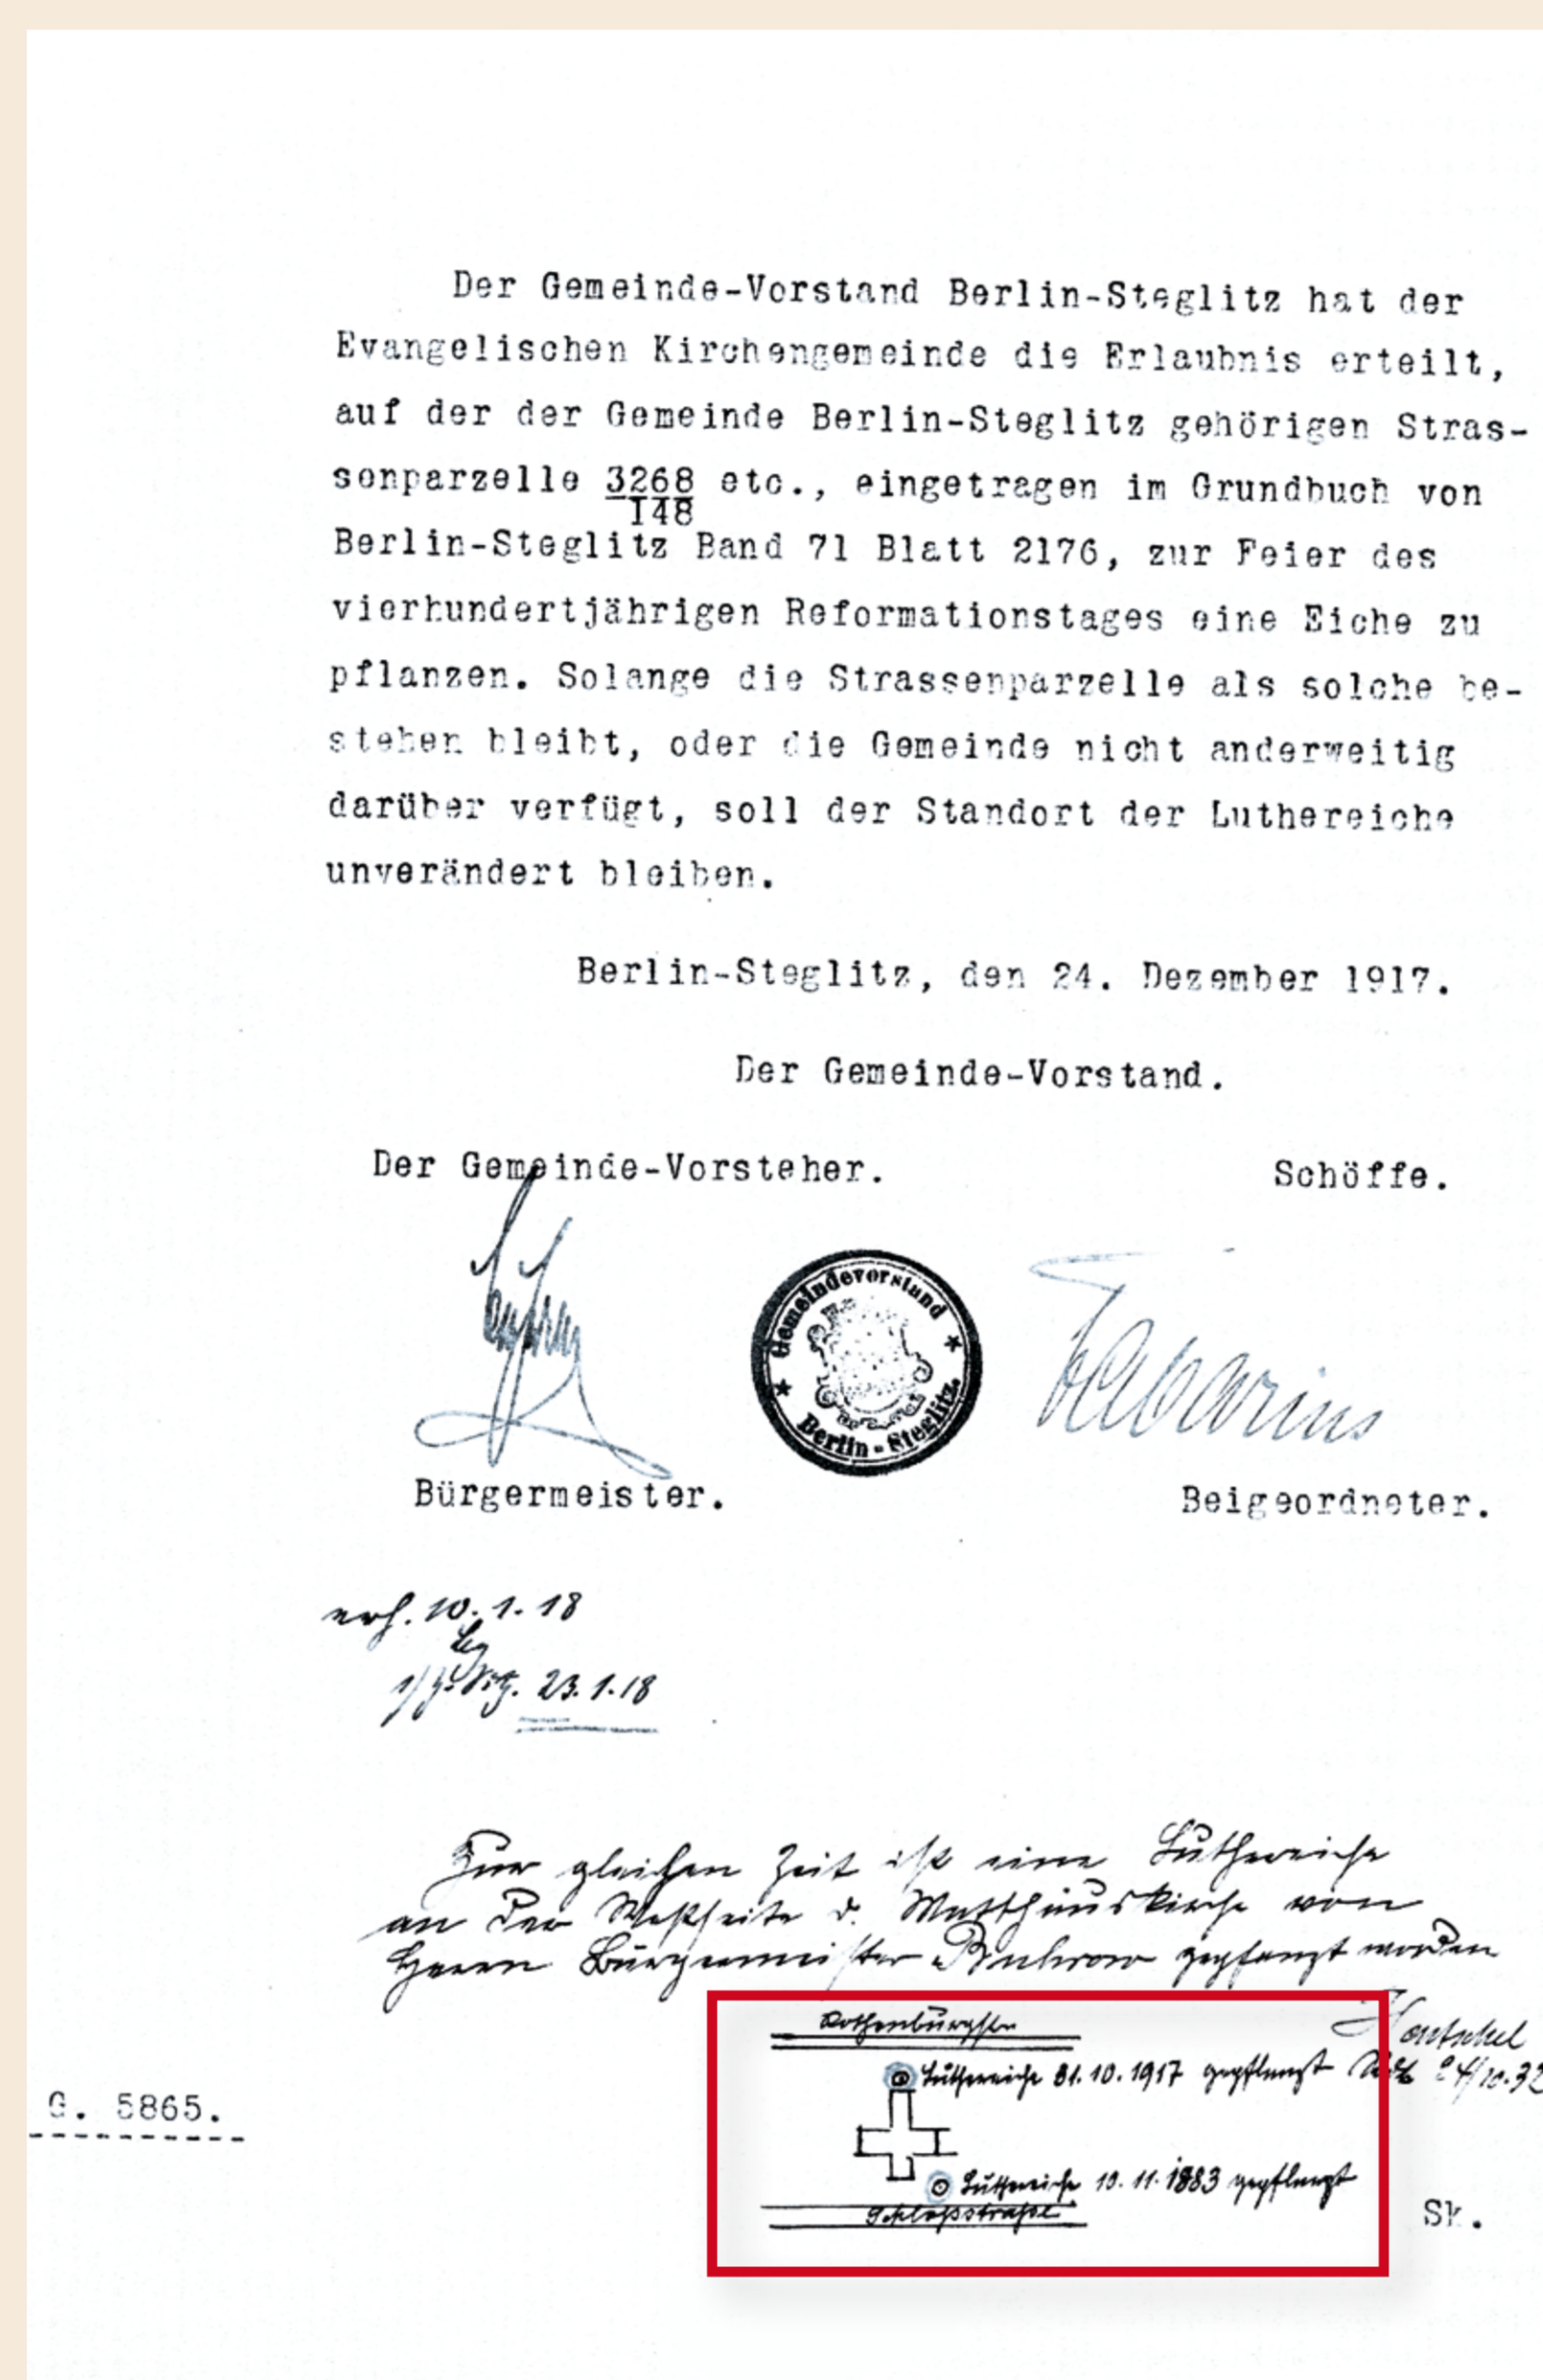 Der Gemeinde-Vorstand Berlin-Steglitz hat der
Evangelischen Kirchengemeinde die Erlaubnis erteilt,
auf der der Gemeinde Berlin-Steglitz gehörigen Stras-
senparzelle 3268 etc., eingetragen im Grundbuch von
148
Berlin-Steglitz Band 71 Blatt 2176, zur Feier des
vierhundertjährigen Reformationstages eine Eiche zu
pflanzen. Solange die Strassenparzelle als solche be-
stehen bleibt, oder die Gemeinde nicht anderweitig
darüber verfügt, soll der Standort der Luthereiche
unverändert bleiben.
Berlin-Steglitz, den 24. Dezember 1917.
Der Gemeinde-Vorstand.
Der Gemeinde-Vorsteher. Schöffe.
Gemeindevorstand
Berlin-Steglitz.
Bürgermeister. Beigeordneter.
erh. 10.1.18
23.1.18
Zur gleichen Zeit ist eine Luthereiche
an der Westseite d. Matthäuskirche von
Herrn Bürgermeister Buhrow gepflanzt worden
Rothenburgstr
Luthereiche 31.10.1917 gepflanzt
Luthereiche 10.11.1883 gepflanzt
Schloßstraße
G. 5865.
Sk.